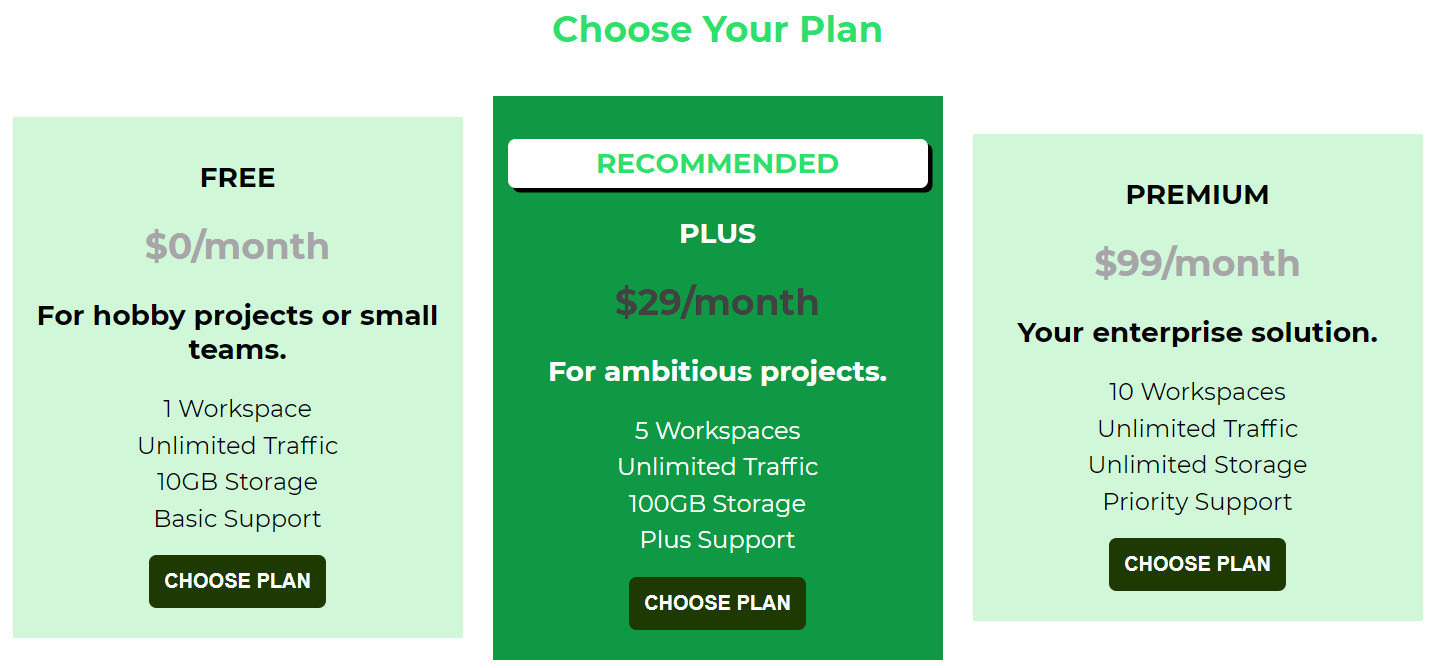 Choose Your Plan
FREE
$0/month
For hobby projects or small
teams.
1 Workspace
Unlimited Traffic
10GB Storage
Basic Support
CHOOSE PLAN
RECOMMENDED
PLUS
$29/month
For ambitious projects.
5 Workspaces
Unlimited Traffic
100GB Storage
Plus Support
CHOOSE PLAN
PREMIUM
$99/month
Your enterprise solution.
10 Workspaces
Unlimited Traffic
Unlimited Storage
Priority Support
CHOOSE PLAN